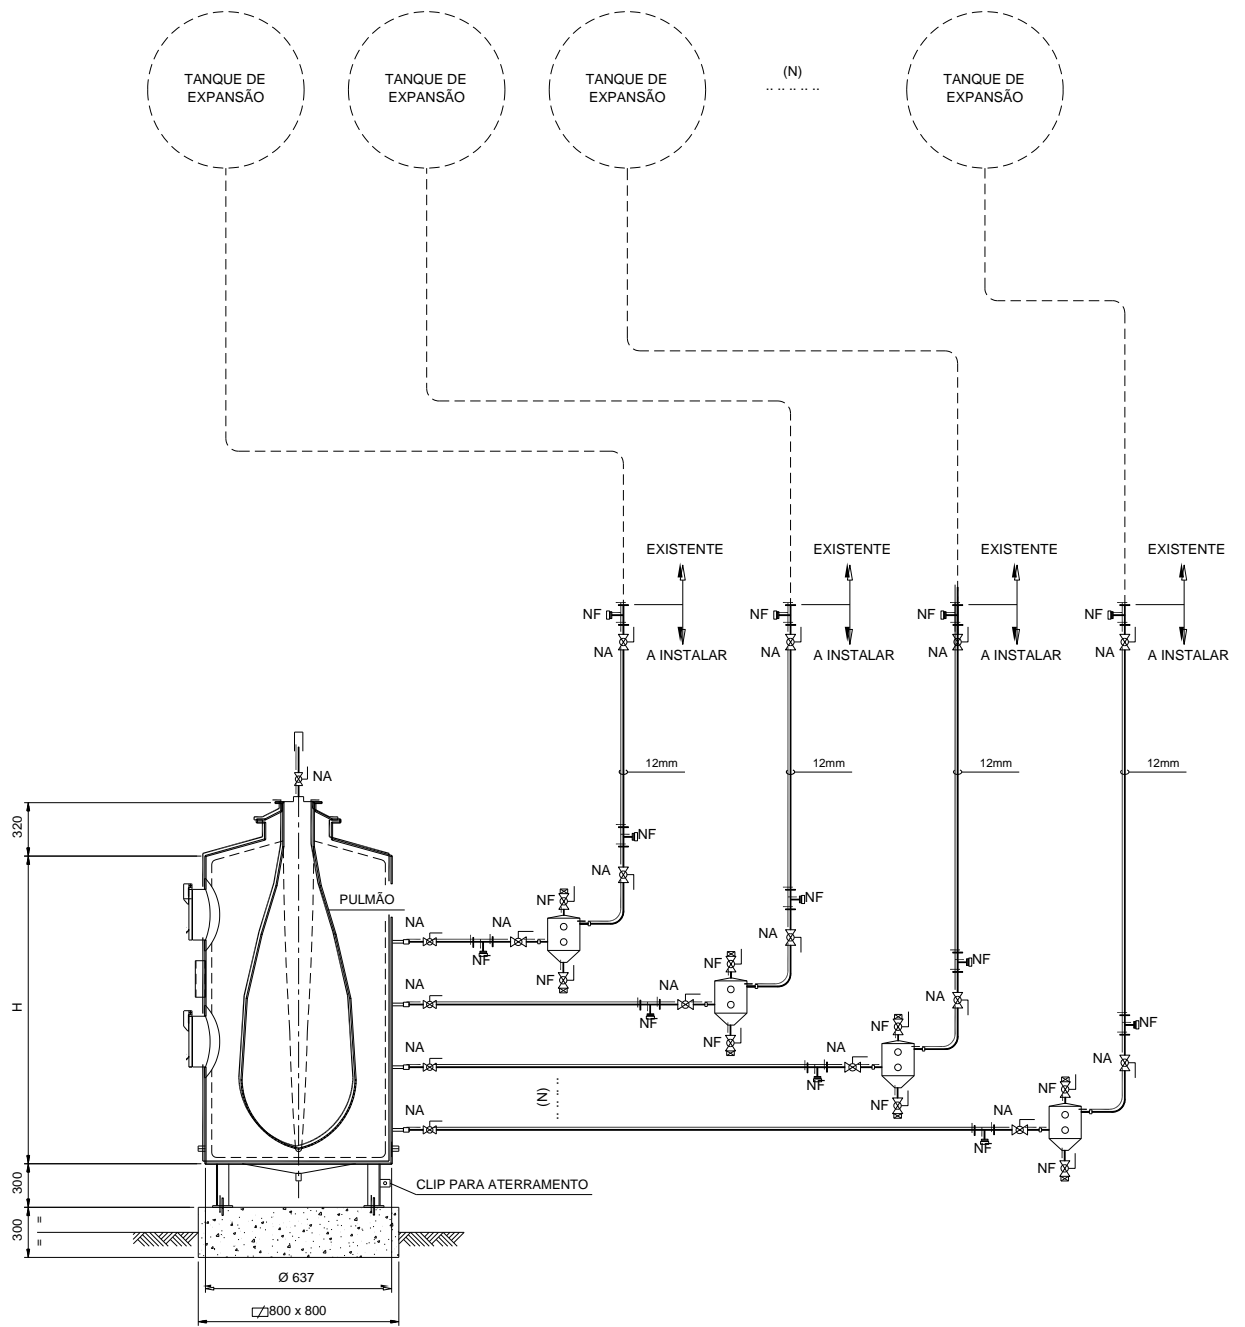 TANQUE DE
EXPANSÃO
TANQUE DE
EXPANSÃO
TANQUE DE
EXPANSÃO
(N)
TANQUE DE
EXPANSÃO
EXISTENTE
EXISTENTE
EXISTENTE
EXISTENTE
NF
NF
NF
NF
NA
A INSTALAR
NA
A INSTALAR
NA
A INSTALAR
NA
A INSTALAR
12mm
12mm
12mm
12mm
NA
320
NF
NA
PULMÃO
NF
NA
NA
NF
NF
NF
NA
NF
NF
NA
NA
NF
NF
NF
NA
H
NA
NA
NF
NF
NF
NA
(N)
NF
NA
NA
NF
NF
300
CLIP PARA ATERRAMENTO
300
=
=
Ø 637
800 x 800